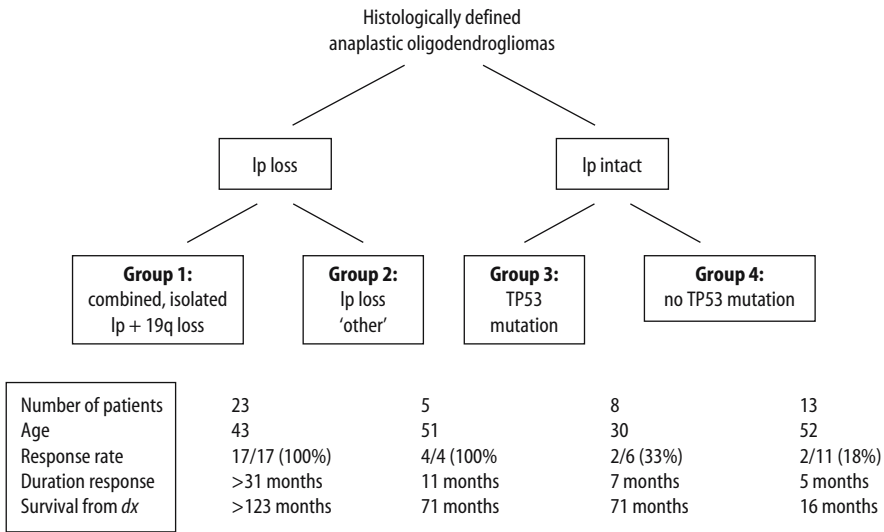 Histologically defined
anaplastic oligodendrogliomas
lp loss
lp intact
Group 1:
combined, isolated
lp + 19q loss
Group 2:
lp loss
‘other’
Group 3:
TP53
mutation
Group 4:
no TP53 mutation
Number of patients 23 5 8 13
Age 43 51 30 52
Response rate 17/17 (100%) 4/4 (100% 2/6 (33%) 2/11 (18%)
Duration response >31 months 11 months 7 months 5 months
Survival from dx >123 months 71 months 71 months 16 months